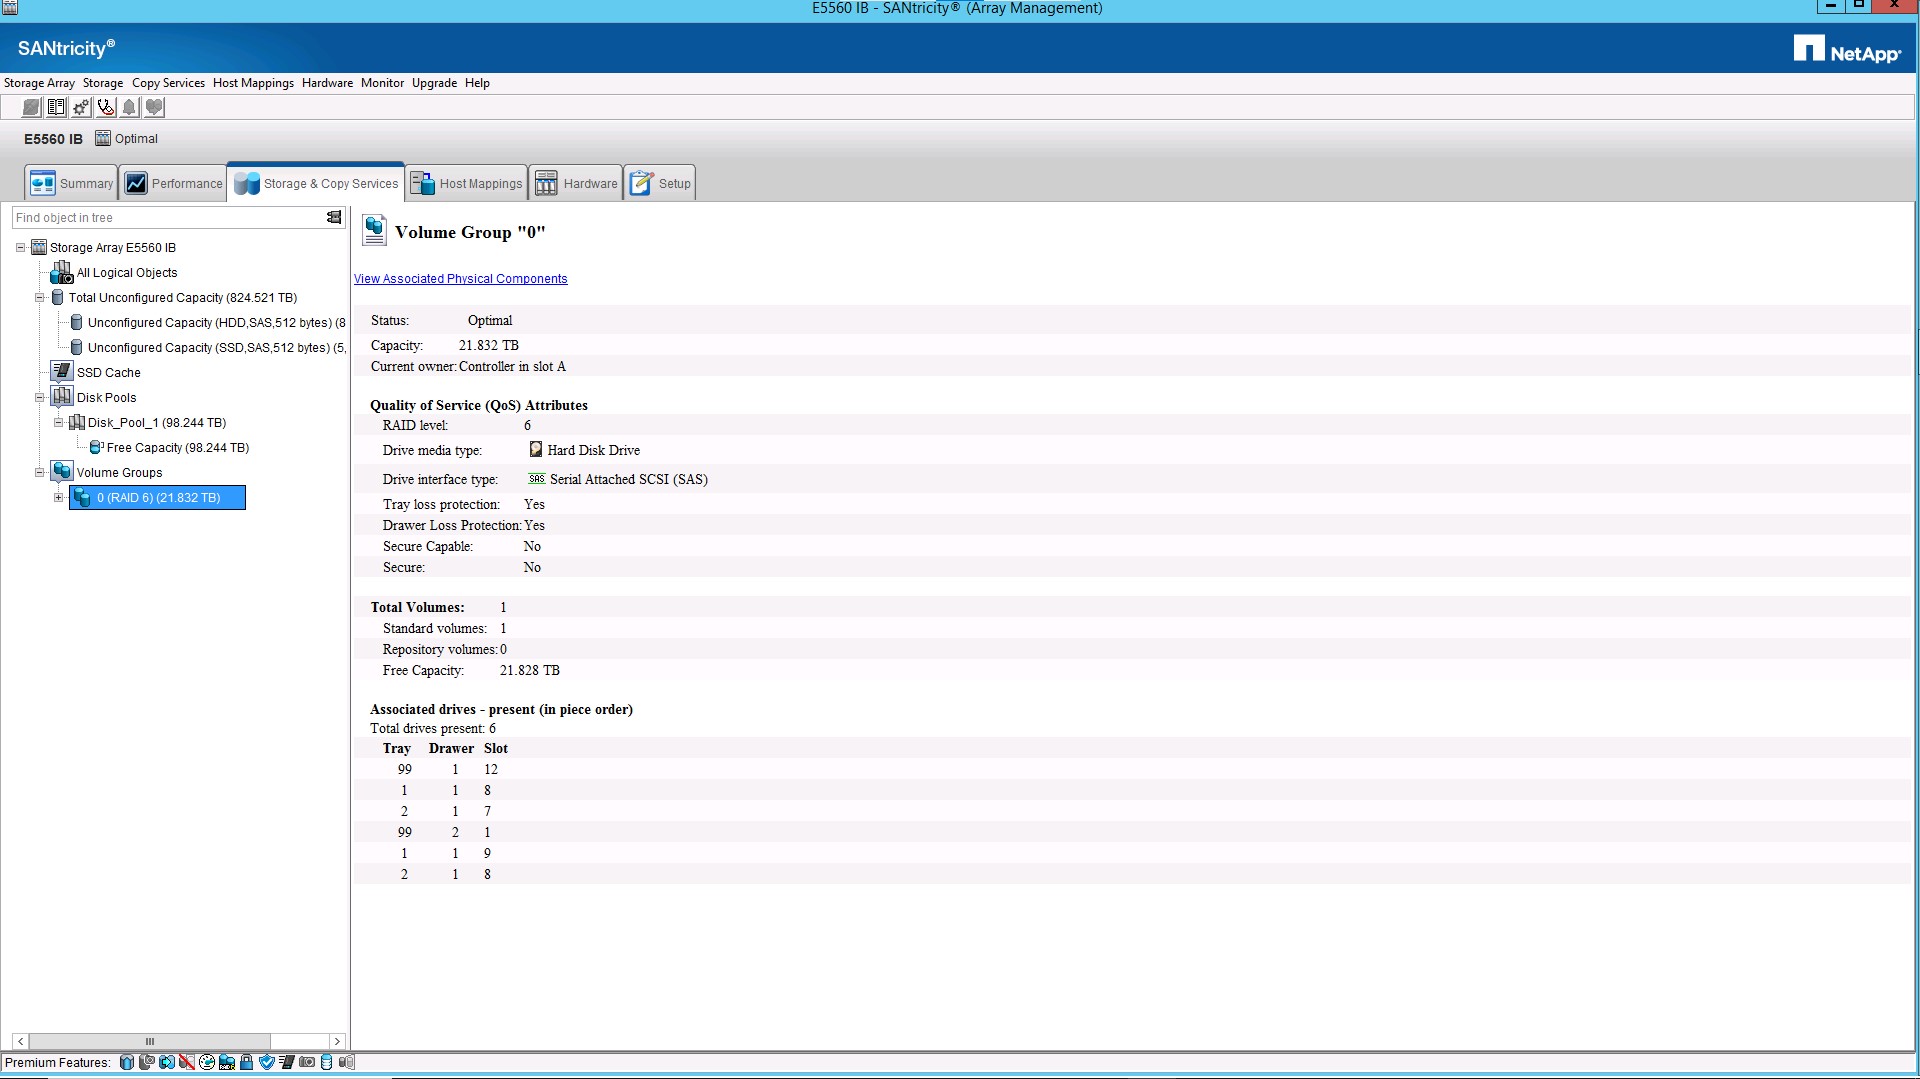 E5560 IB - SANtricity® (Array Management)
SANtricity®
NetApp®
Storage Array Storage Copy Services Host Mappings Hardware Monitor Upgrade Help
E5560 IB Optimal
Summary Performance Storage & Copy Services Host Mappings Hardware Setup
Find object in tree
Storage Array E5560 IB
All Logical Objects
Total Unconfigured Capacity (824.521 TB)
Unconfigured Capacity (HDD,SAS,512 bytes) (8
Unconfigured Capacity (SSD,SAS,512 bytes) (5,
SSD Cache
Disk Pools
Disk_Pool_1 (98.244 TB)
Free Capacity (98.244 TB)
Volume Groups
0 (RAID 6) (21.832 TB)
Volume Group "0"
View Associated Physical Components
Status: Optimal
Capacity: 21.832 TB
Current owner: Controller in slot A
Quality of Service (QoS) Attributes
RAID level: 6
Drive media type: Hard Disk Drive
Drive interface type: SAS Serial Attached SCSI (SAS)
Tray loss protection: Yes
Drawer Loss Protection: Yes
Secure Capable: No
Secure: No
Total Volumes: 1
Standard volumes: 1
Repository volumes: 0
Free Capacity: 21.828 TB
Associated drives - present (in piece order)
Total drives present: 6
Tray Drawer Slot
99 1 12
1 1 8
2 1 7
99 2 1
1 1 9
2 1 8
Premium Features: